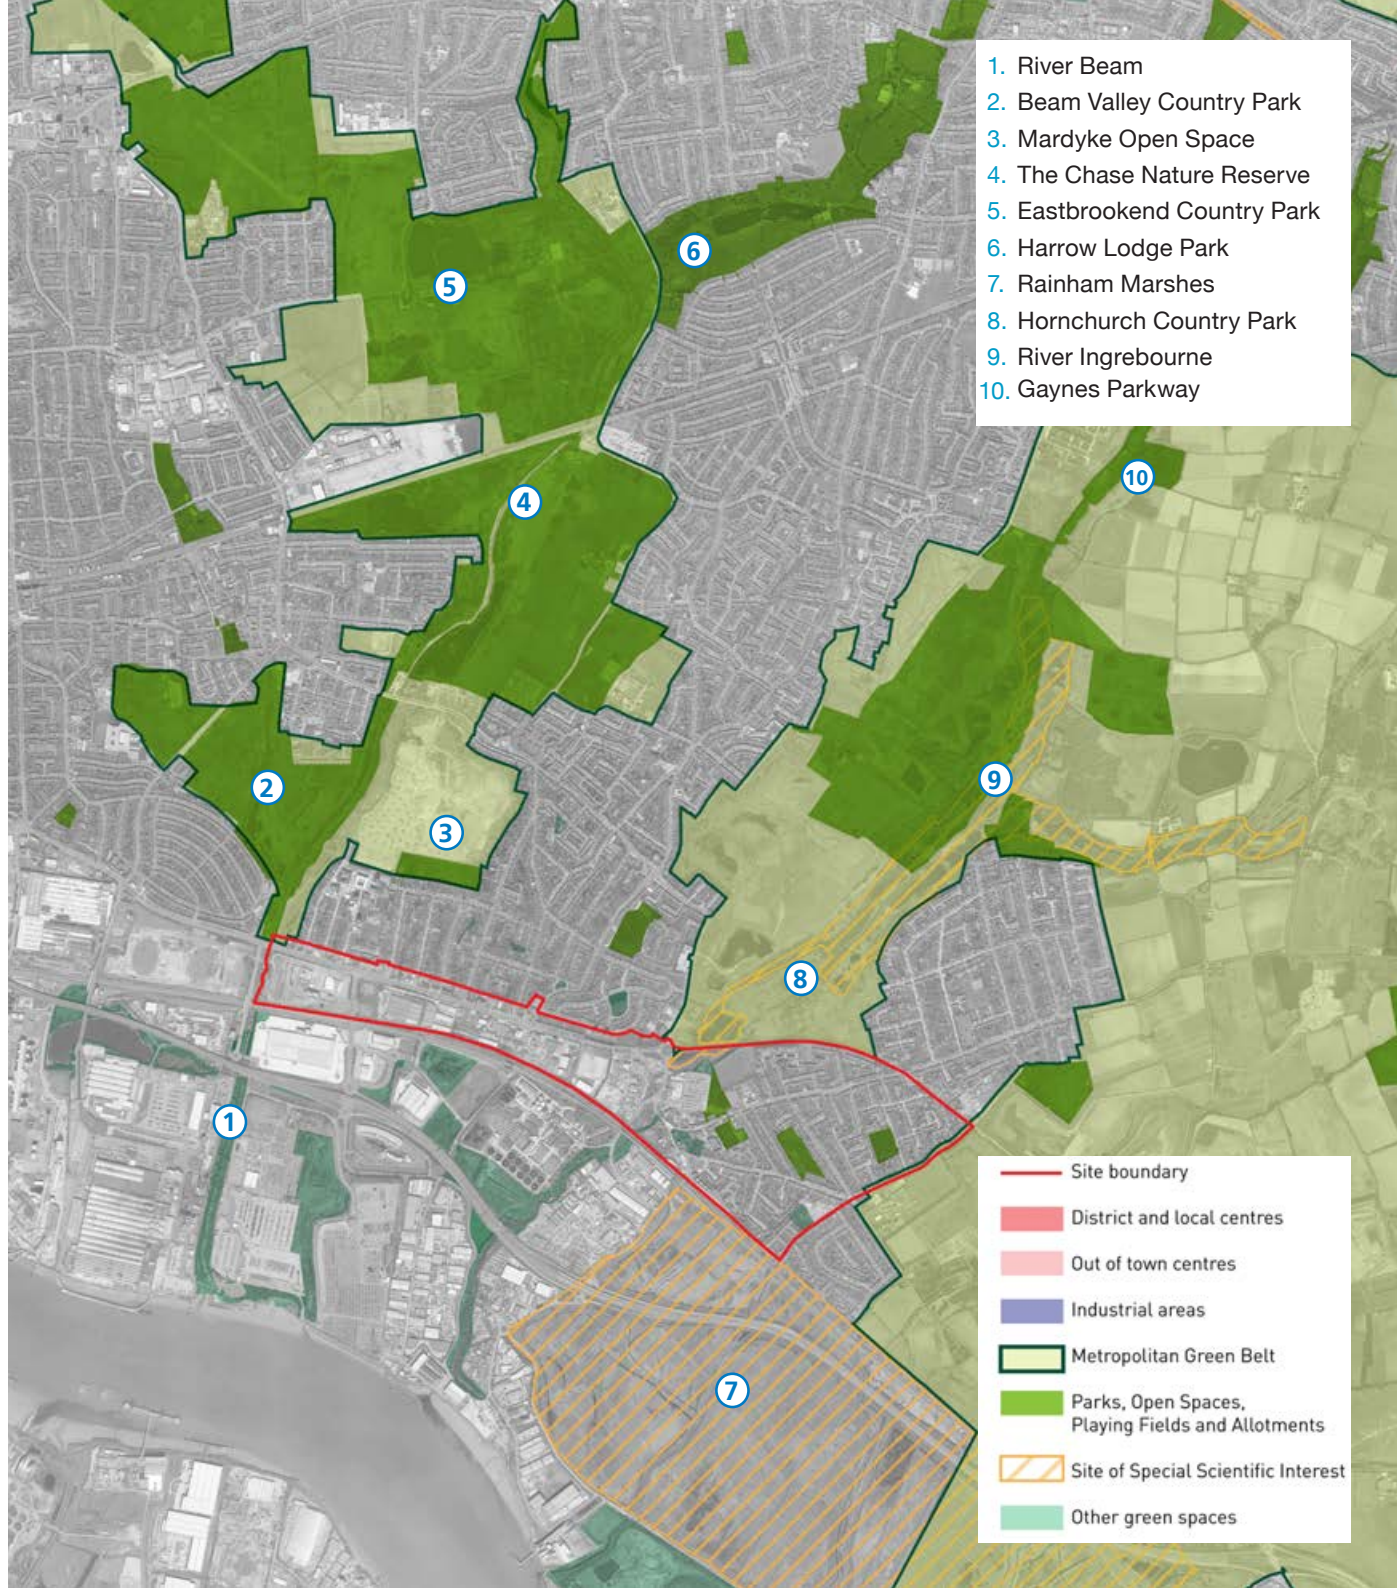 1. River Beam
2. Beam Valley Country Park
3. Mardyke Open Space
4. The Chase Nature Reserve
5. Eastbrookend Country Park
6. Harrow Lodge Park
7. Rainham Marshes
8. Hornchurch Country Park
9. River Ingrebourne
10. Gaynes Parkway
6
5
10
4
9
2
3
8
1
7
Site boundary
District and local centres
Out of town centres
Industrial areas
Metropolitan Green Belt
Parks, Open Spaces,
Playing Fields and Allotments
Site of Special Scientific Interest
Other green spaces